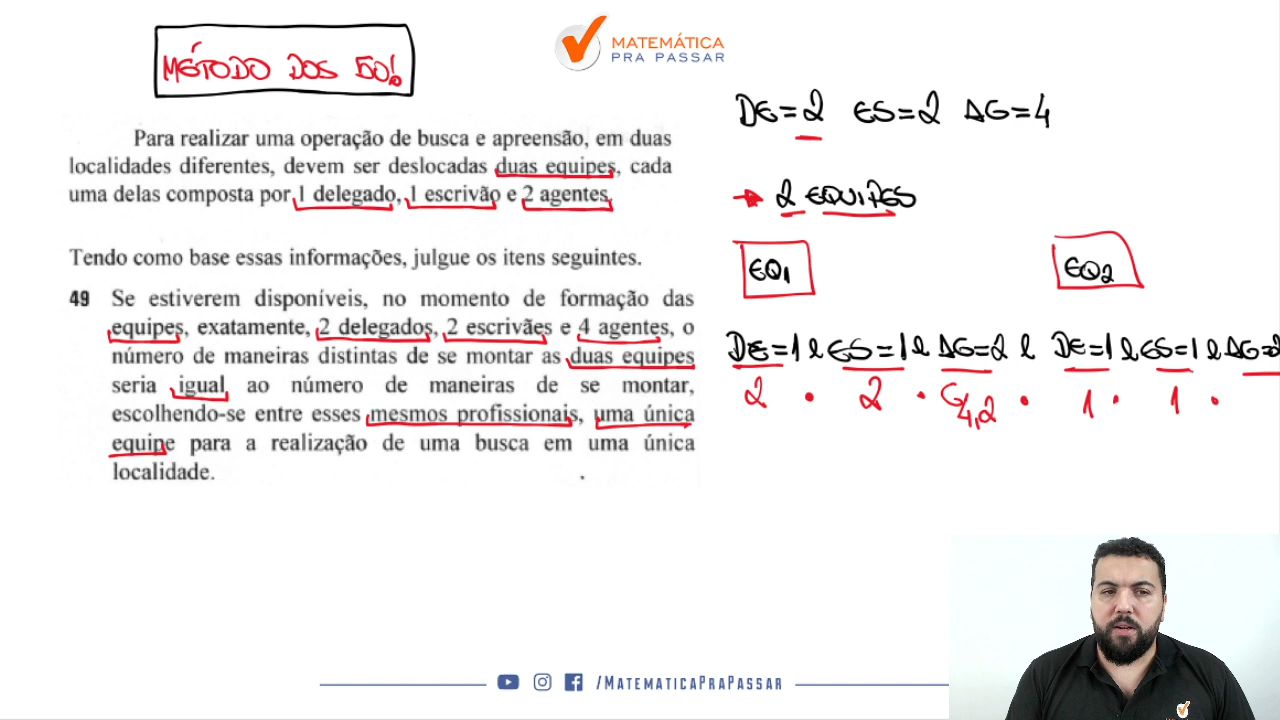 MÉTODO DOS 50!
MATEMÁTICA
PRA PASSAR
Para realizar uma operação de busca e apreensão, em duas
localidades diferentes, devem ser deslocadas duas equipes, cada
uma delas composta por 1 delegado, 1 escrivão e 2 agentes.
Tendo como base essas informações, julgue os itens seguintes.
49 Se estiverem disponíveis, no momento de formação das
equipes, exatamente, 2 delegados, 2 escrivães e 4 agentes, o
número de maneiras distintas de se montar as duas equipes
seria igual ao número de maneiras de se montar,
escolhendo-se entre esses mesmos profissionais, uma única
equipe para a realização de uma busca em uma única
localidade.
DE=2 ES=2 AG=4
2 EQUIPES
EQ1 EQ2
DE=1 e ES=1 e AG=2 e DE=1 e ES=1 e AG=2
2 · 2 · C4,2 · 1 · 1 ·
/MATEMATICAPRAPASSAR